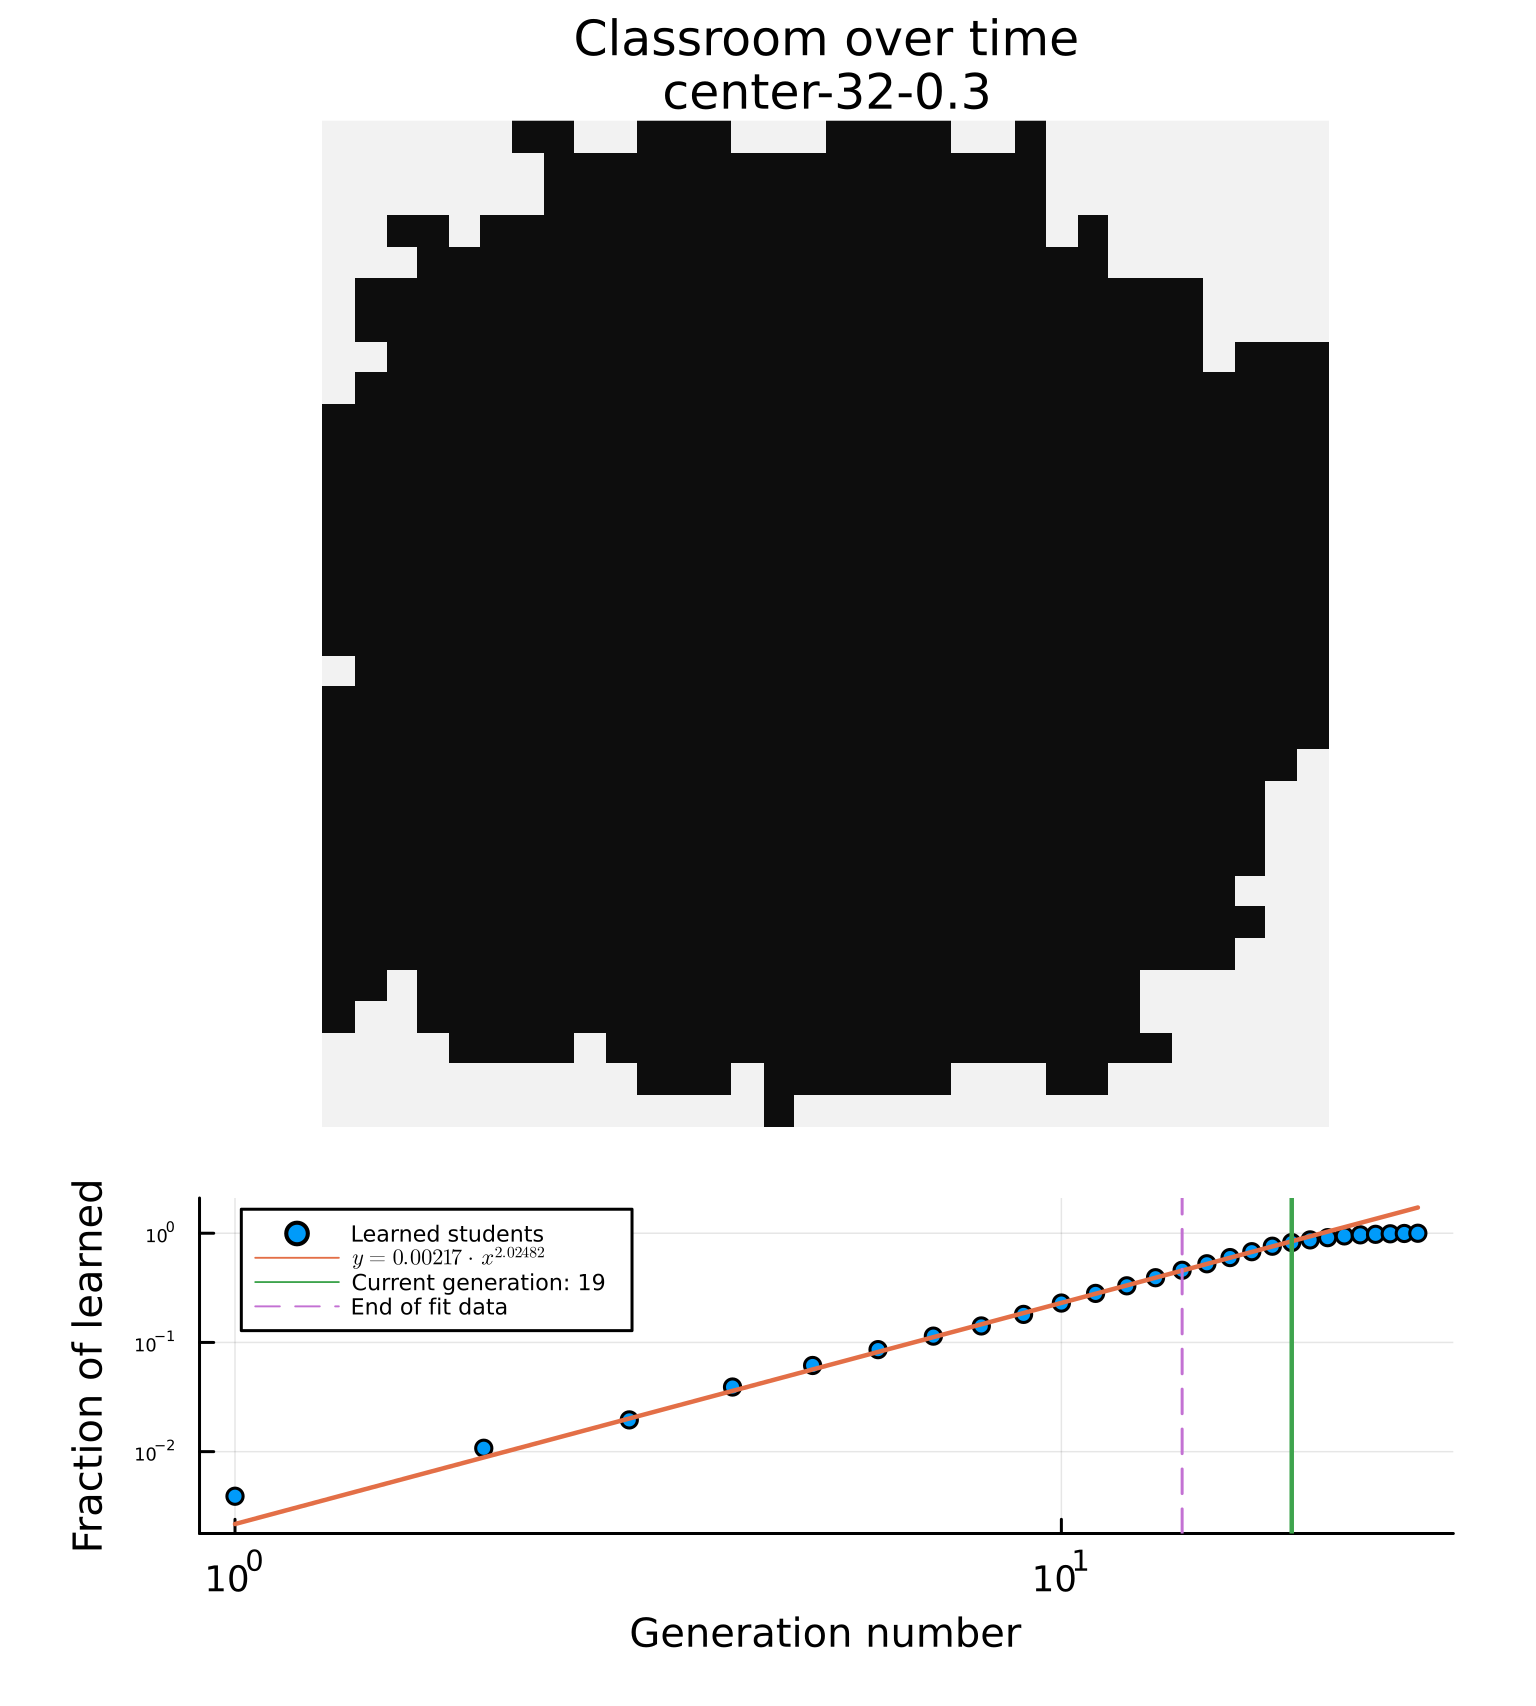 Classroom over time
center-32-0.3
Fraction of learned
10^0
10^−1
10^−2
Learned students
y = 0.00217 · x^2.02482
Current generation: 19
End of fit data
10^0
10^1
Generation number